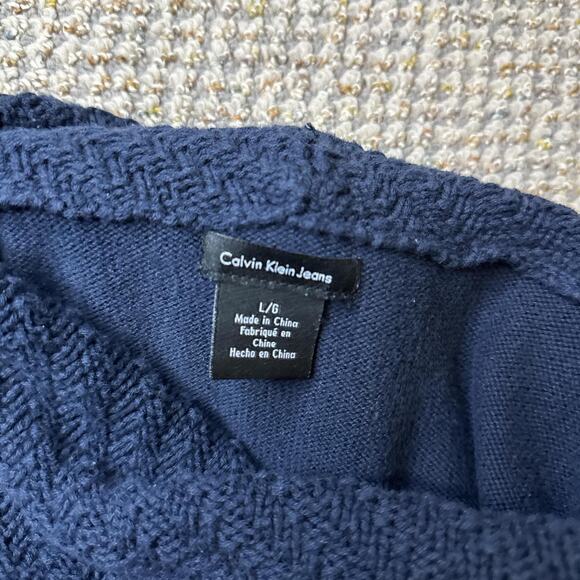 Calvin Klein Jeans
L/G
Made in China
Fabriqué en
Chine
Hecho en China